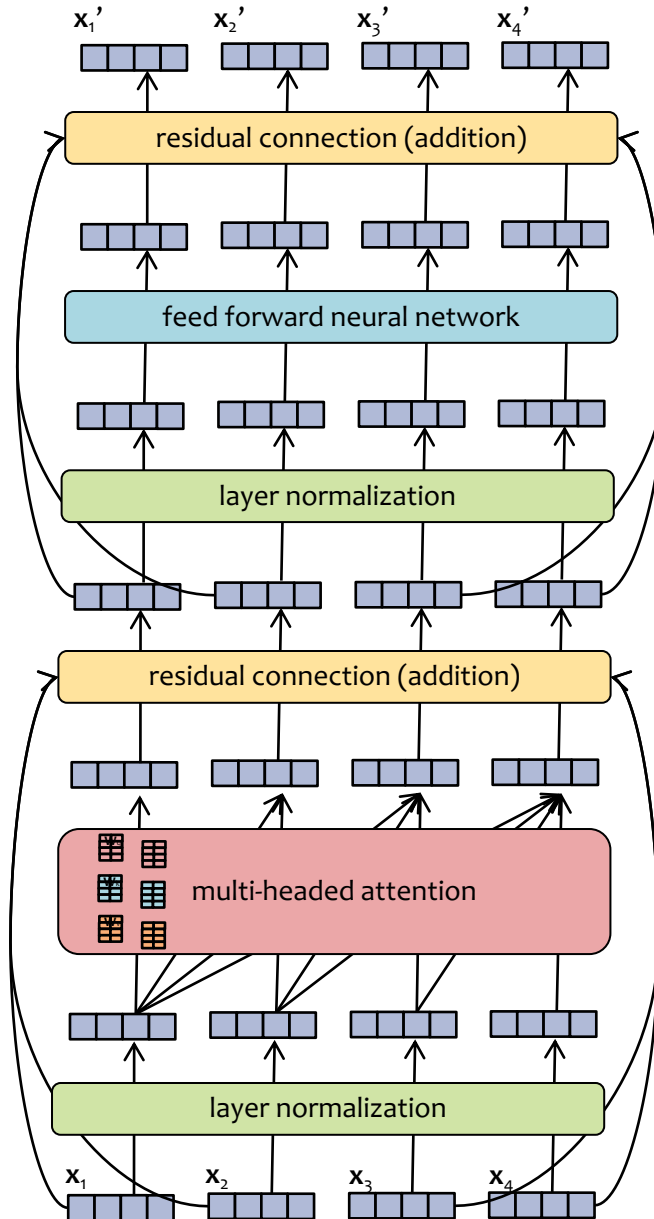 x₁’ x₂’ x₃’ x₄’
residual connection (addition)
feed forward neural network
layer normalization
residual connection (addition)
multi-headed attention
layer normalization
x₁ x₂ x₃ x₄